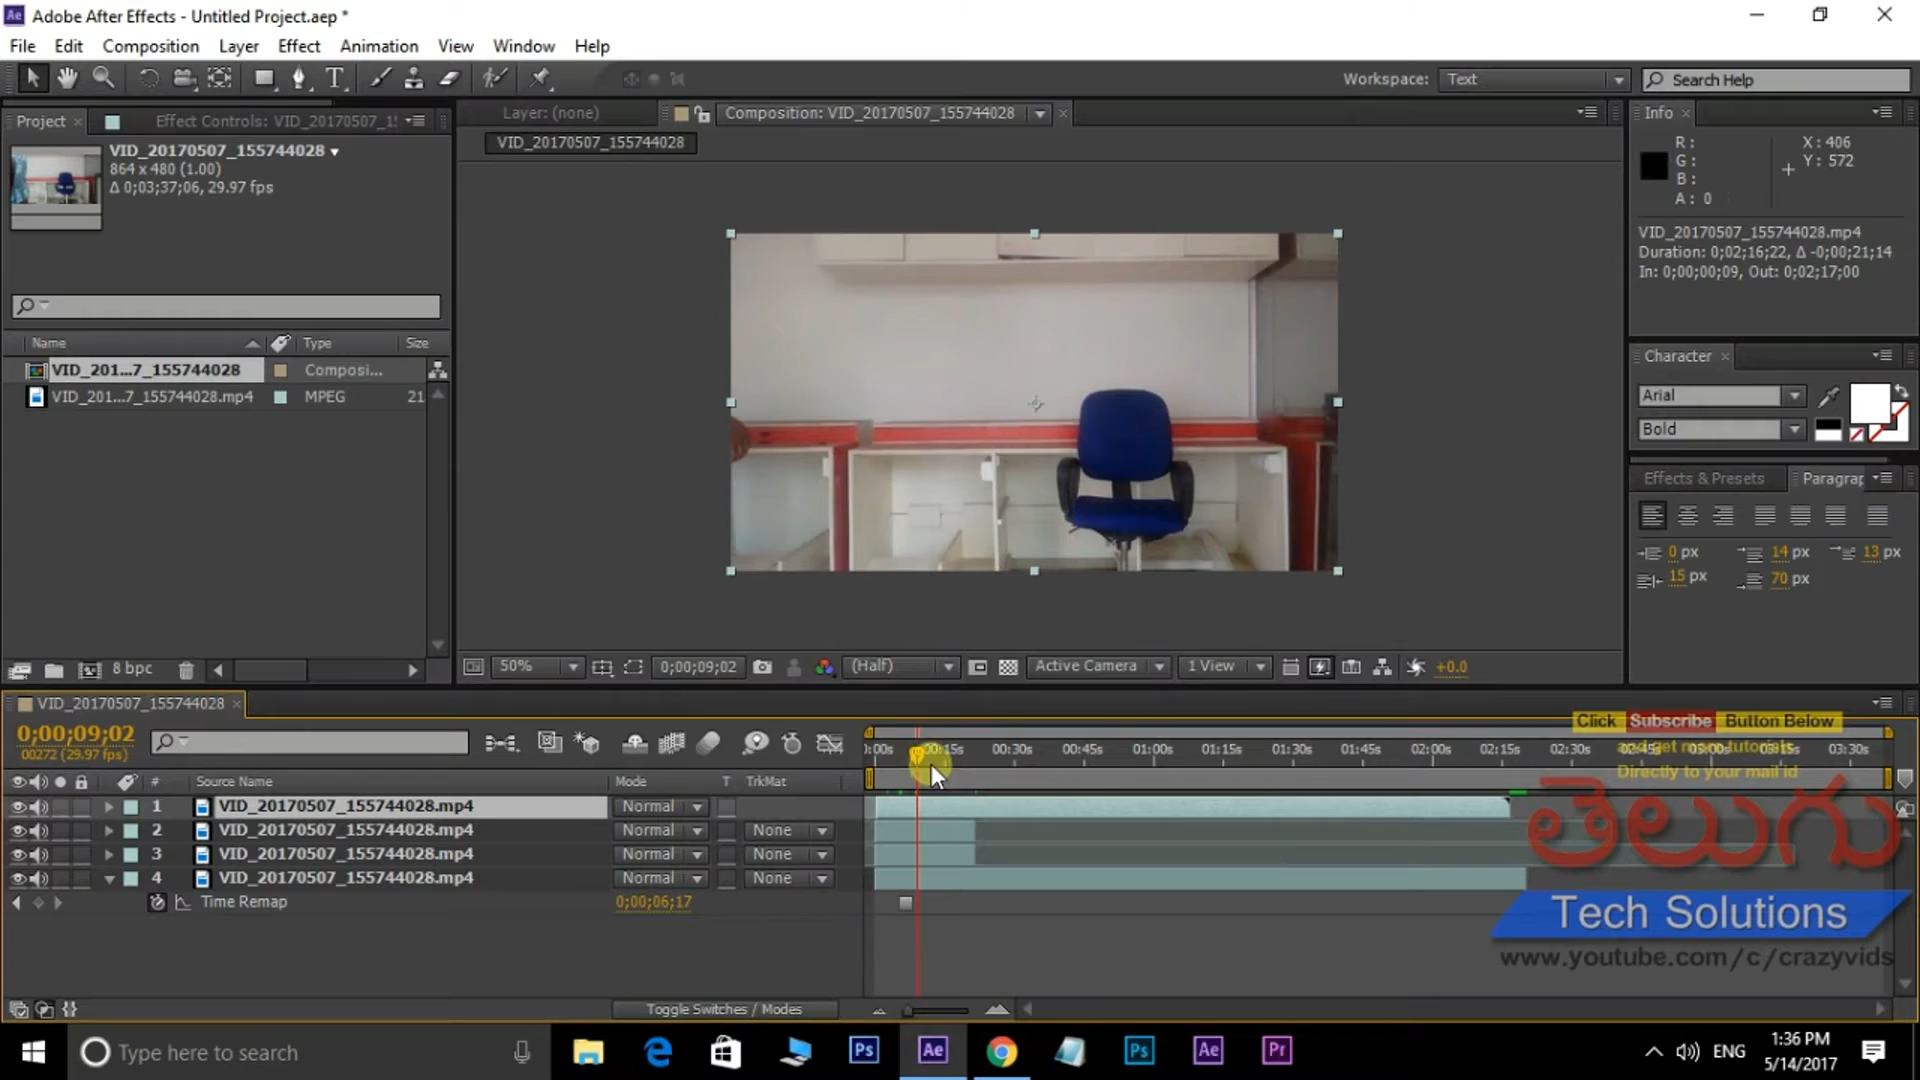 Adobe After Effects - Untitled Project.aep *
File Edit Composition Layer Effect Animation View Window Help
Workspace: Text Search Help
Project Effect Controls: VID_20170507_1
Layer: (none) Composition: VID_20170507_155744028
VID_20170507_155744028
Info
VID_20170507_155744028
864 x 480 (1.00)
Δ 0;03;37;06, 29.97 fps
R:
G:
B:
A: 0
X: 406
Y: 572
VID_20170507_155744028.mp4
Duration: 0;02;16;22, Δ -0;00;21;14
In: 0;00;00;09, Out: 0;02;17;00
Name Type Size
VID_201...7_155744028 Composi...
VID_201...7_155744028.mp4 MPEG 21
Character
Arial
Bold
Effects & Presets Paragrap
0 px 14 px 13 px
15 px 70 px
8 bpc
50% 0;00;09;02 (Half) Active Camera 1 View +0.0
VID_20170507_155744028
0;00;09;02
00272 (29.97 fps)
00:15s 00:30s 00:45s 01:00s 01:15s 01:30s 01:45s 02:00s 02:15s 02:30s 02:45s 03:00s 03:15s 03:30s
Click Subscribe Button Below
and get more tutorials
Directly to your mail id
# Source Name Mode T TrkMat
1 VID_20170507_155744028.mp4 Normal
2 VID_20170507_155744028.mp4 Normal None
3 VID_20170507_155744028.mp4 Normal None
4 VID_20170507_155744028.mp4 Normal None
Time Remap 0;00;06;17
తెలుగు
Tech Solutions
www.youtube.com/c/crazyvids
Toggle Switches / Modes
Type here to search
Ps Ae Ps Ae Pr
ENG
1:36 PM
5/14/2017